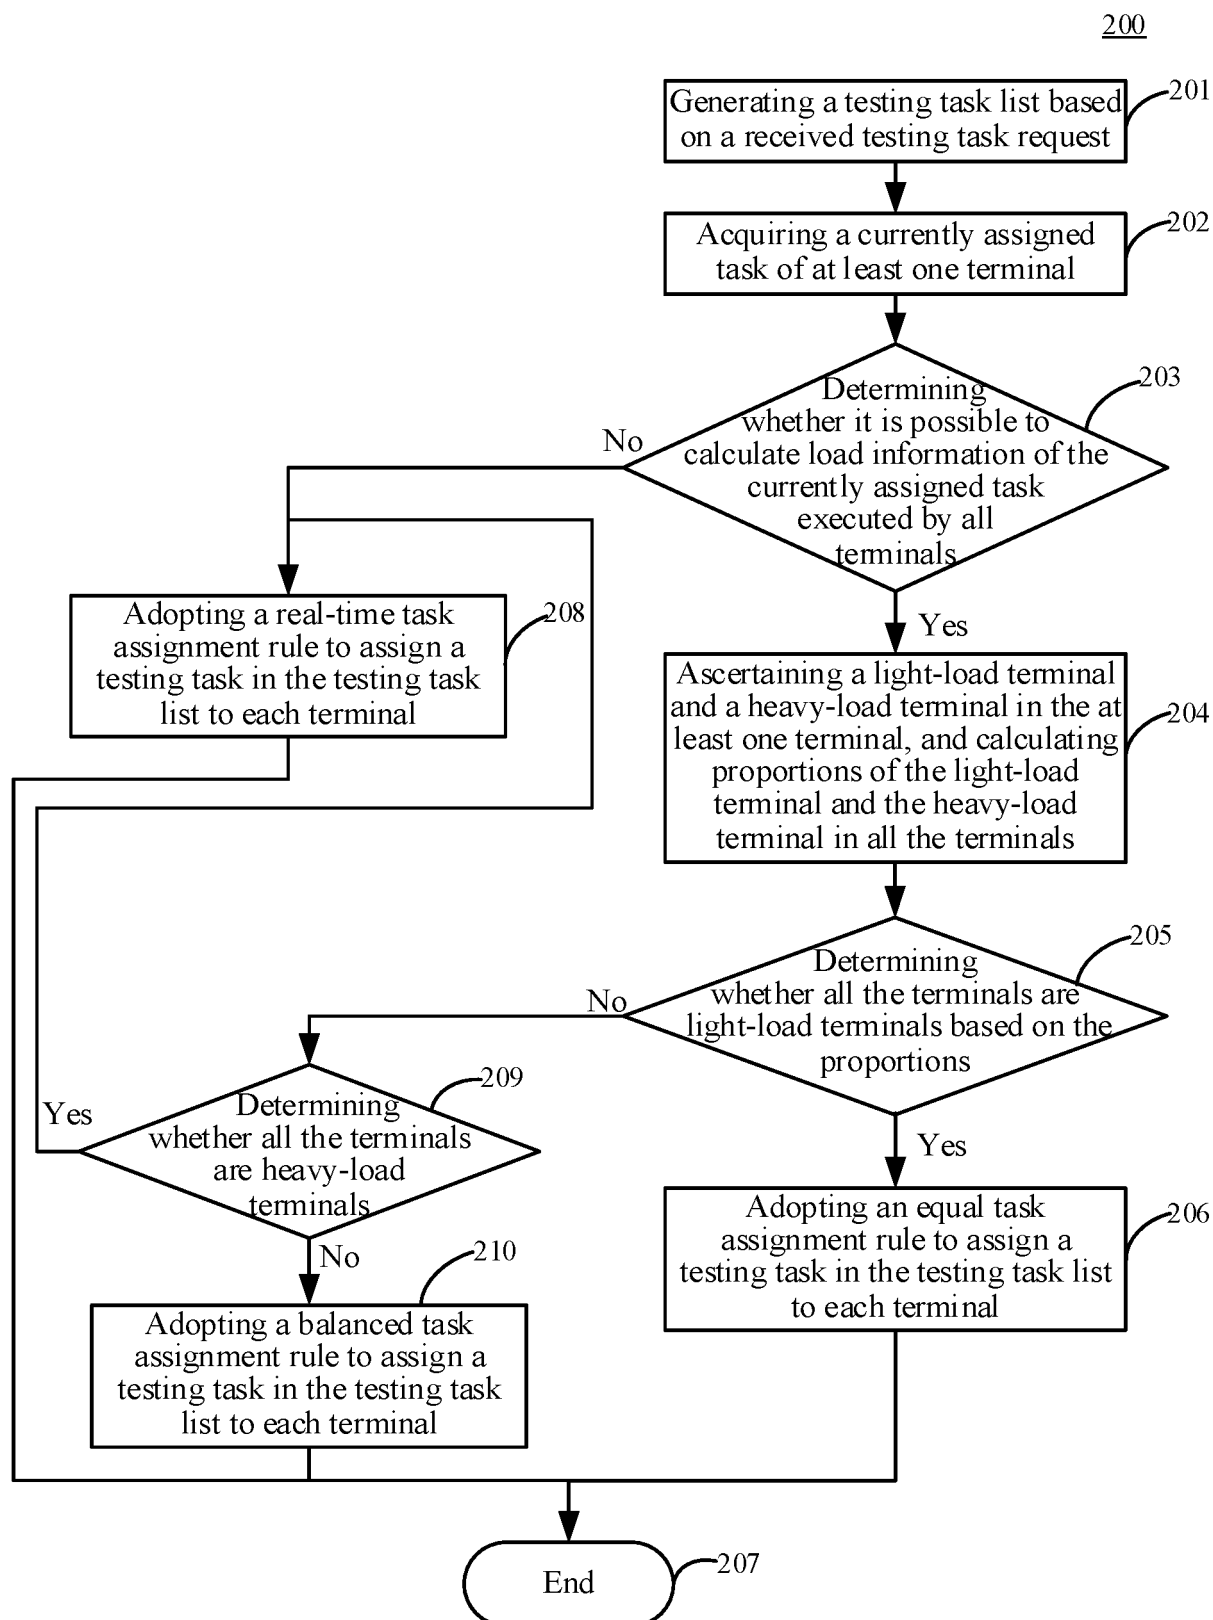 200
Generating a testing task list based
on a received testing task request
201
Acquiring a currently assigned
task of at least one terminal
202
Determining
whether it is possible to
calculate load information of the
currently assigned task
executed by all
terminals
203
No
Yes
Adopting a real-time task
assignment rule to assign a
testing task in the testing task
list to each terminal
208
Ascertaining a light-load terminal
and a heavy-load terminal in the at
least one terminal, and calculating
proportions of the light-load
terminal and the heavy-load
terminal in all the terminals
204
Determining
whether all the terminals are
light-load terminals based on the
proportions
205
No
Yes
Determining
whether all the terminals
are heavy-load
terminals
209
Yes
No
Adopting an equal task
assignment rule to assign a
testing task in the testing task list
to each terminal
206
Adopting a balanced task
assignment rule to assign a
testing task in the testing task
list to each terminal
210
End
207